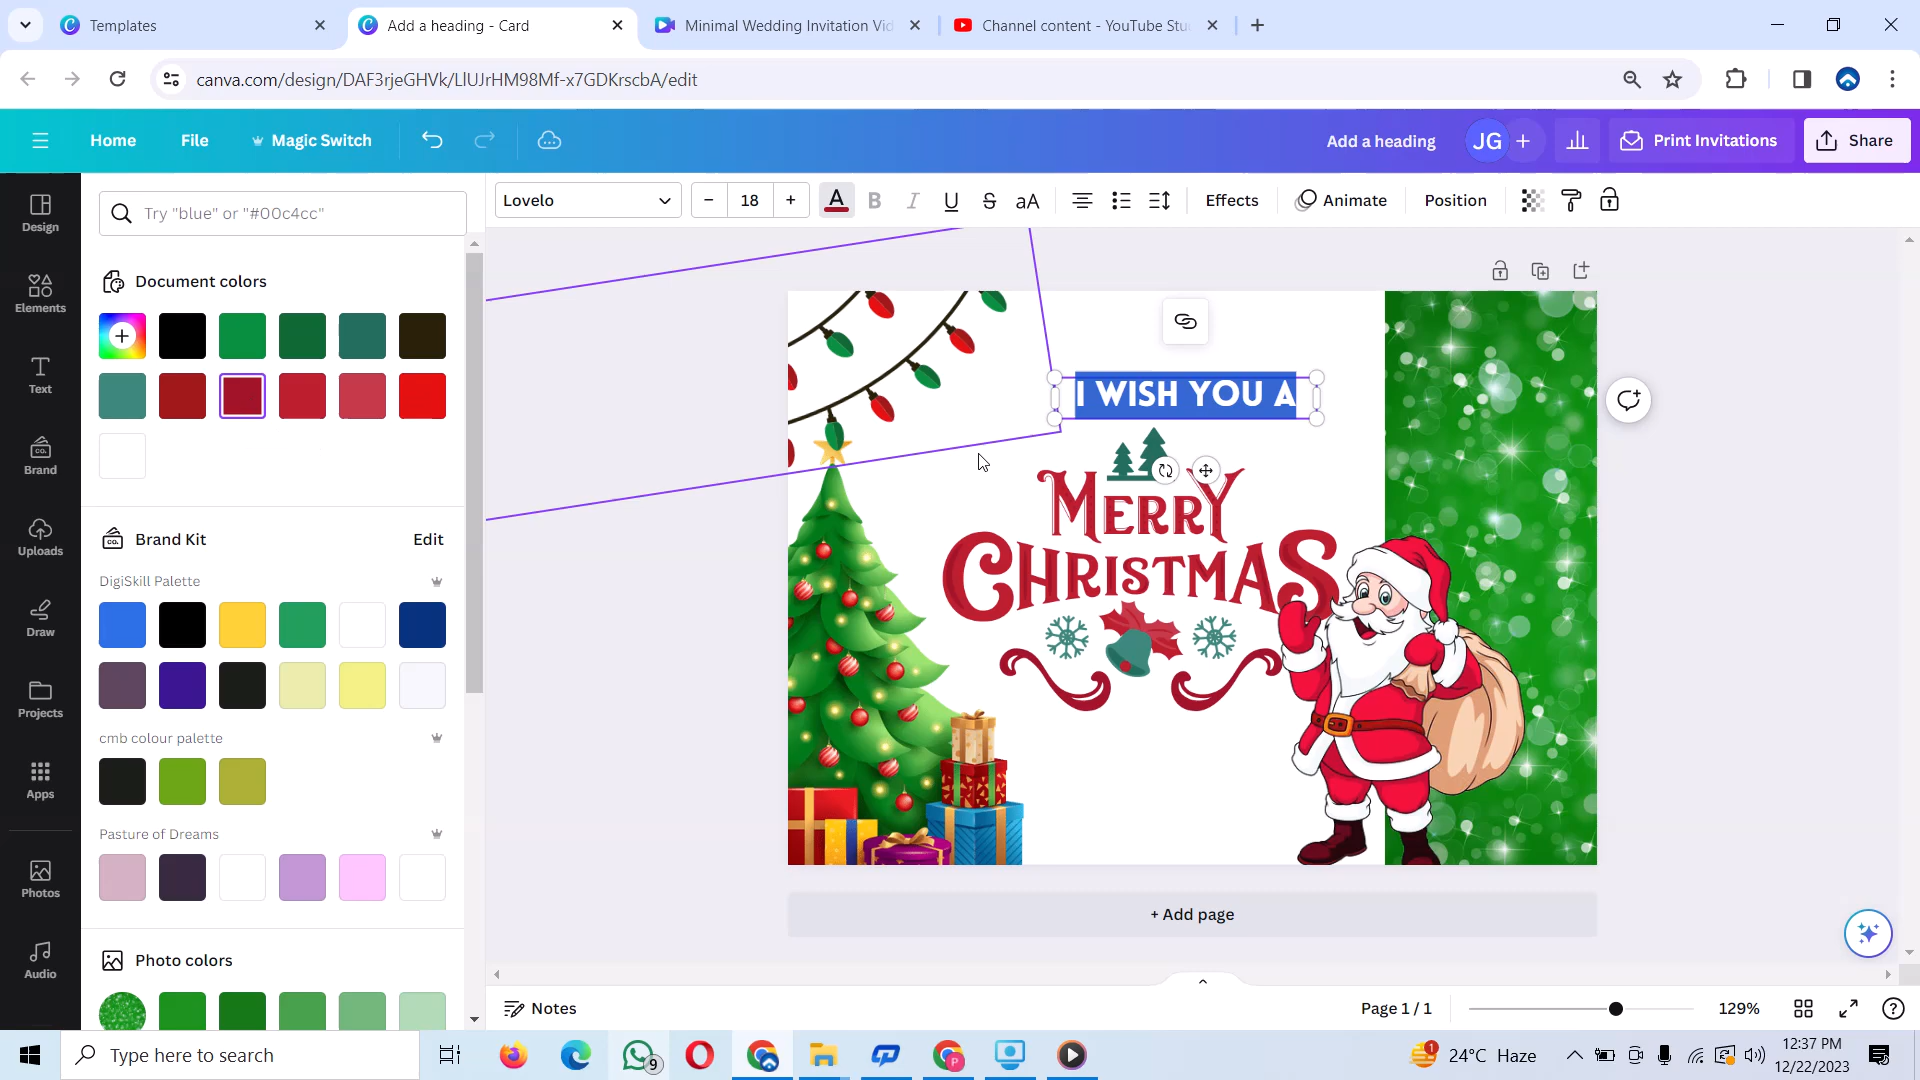 Templates
Add a heading - Card
Minimal Wedding Invitation Vid
Channel content - YouTube Stu
canva.com/design/DAF3rjeGHVk/LlUJrHM98Mf-x7GDKrscbA/edit
Home
File
Magic Switch
Add a heading
JG
Print Invitations
Share
Try "blue" or "#00c4cc"
Lovelo
18
A
B
I
U
S
aA
Effects
Animate
Position
Design
Elements
Text
Brand
Uploads
Draw
Projects
Apps
Photos
Audio
Document colors
Brand Kit
Edit
DigiSkill Palette
cmb colour palette
Pasture of Dreams
Photo colors
I WISH YOU A
MERRY
CHRISTMAS
+ Add page
Notes
Page 1 / 1
129%
Type here to search
9
1
24°C Haze
12:37 PM
12/22/2023